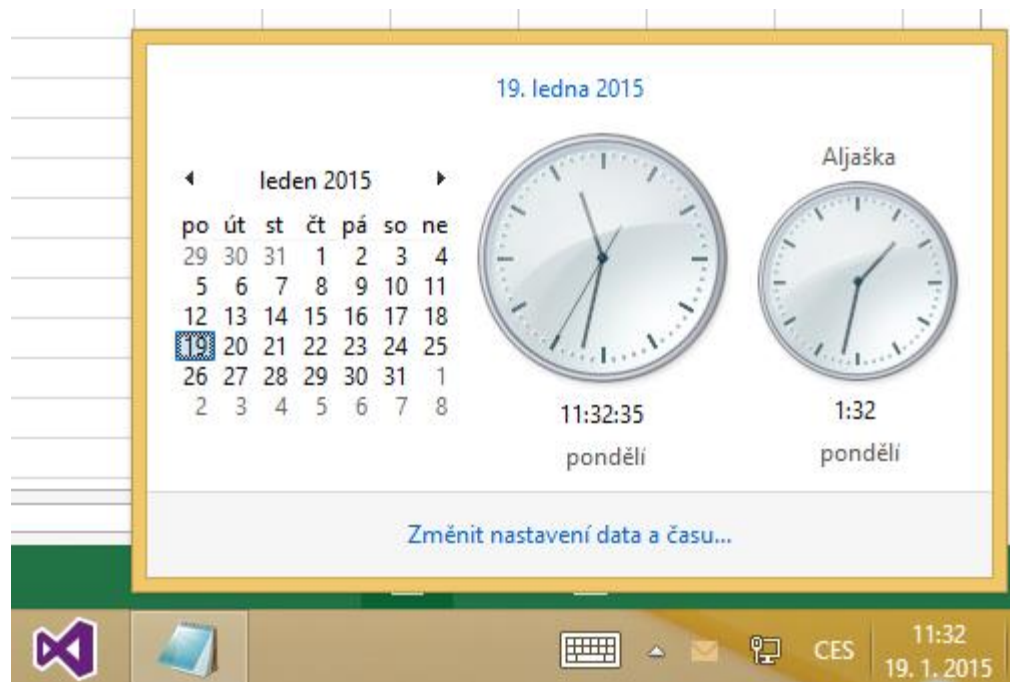 19. ledna 2015
leden 2015
po út st čt pá so ne
29 30 31 1 2 3 4
5 6 7 8 9 10 11
12 13 14 15 16 17 18
19 20 21 22 23 24 25
26 27 28 29 30 31 1
2 3 4 5 6 7 8
11:32:35
pondělí
Aljaška
1:32
pondělí
Změnit nastavení data a času...
CES
11:32
19. 1. 2015